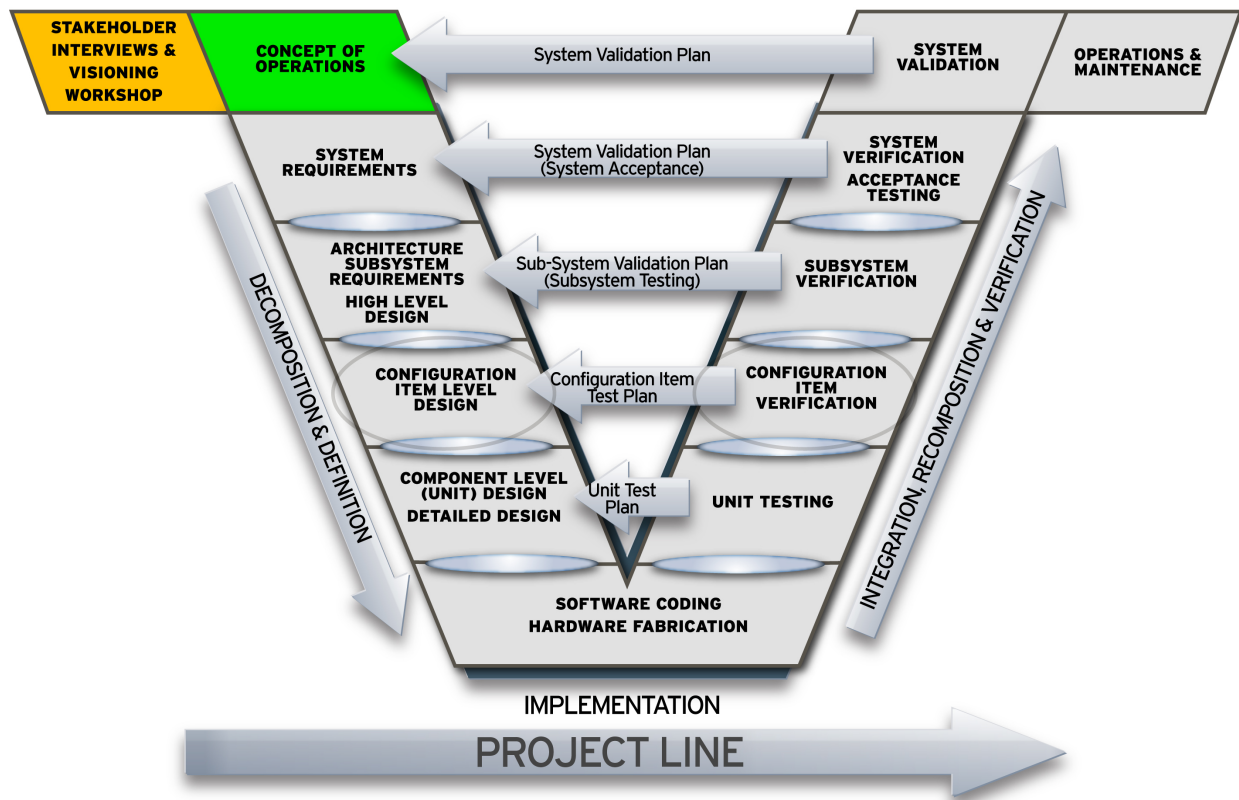 STAKEHOLDER
INTERVIEWS &
VISIONING
WORKSHOP
CONCEPT OF
OPERATIONS
System Validation Plan
SYSTEM
VALIDATION
OPERATIONS &
MAINTENANCE
SYSTEM
REQUIREMENTS
System Validation Plan
(System Acceptance)
SYSTEM
VERIFICATION
ACCEPTANCE
TESTING
ARCHITECTURE
SUBSYSTEM
REQUIREMENTS
HIGH LEVEL
DESIGN
Sub-System Validation Plan
(Subsystem Testing)
SUBSYSTEM
VERIFICATION
CONFIGURATION
ITEM LEVEL
DESIGN
Configuration Item
Test Plan
CONFIGURATION
ITEM
VERIFICATION
COMPONENT LEVEL
(UNIT) DESIGN
DETAILED DESIGN
Unit Test
Plan
UNIT TESTING
DECOMPOSITION & DEFINITION
INTEGRATION, RECOMPOSITION & VERIFICATION
SOFTWARE CODING
HARDWARE FABRICATION
IMPLEMENTATION
PROJECT LINE